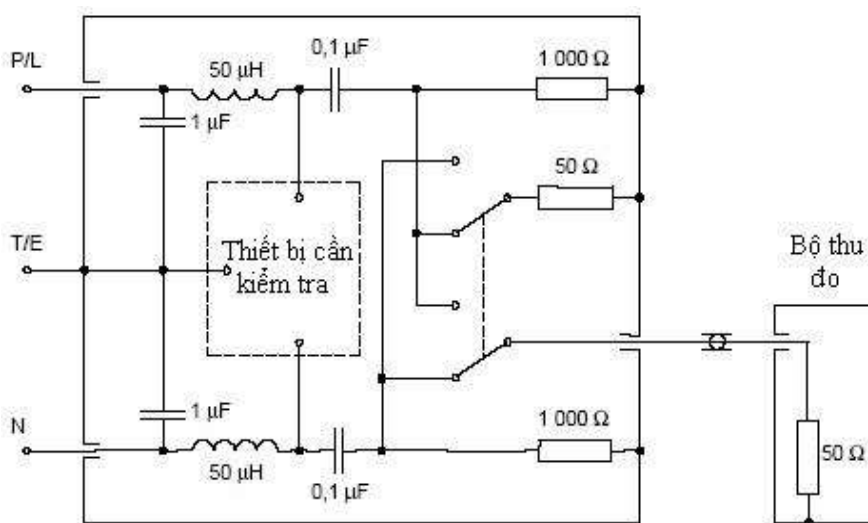 P/L
50 µH
0,1 µF
1 000 Ω
1 µF
50 Ω
T/E
Thiết bị cần
kiểm tra
Bộ thu
đo
N
1 µF
50 µH
0,1 µF
1 000 Ω
50 Ω